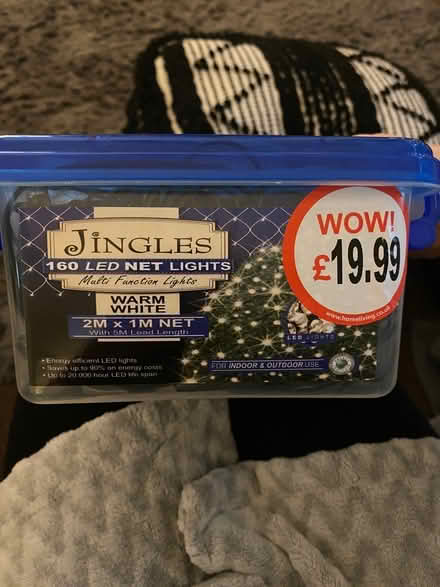 JINGLES
160 LED NET LIGHTS
Multi Function Lights
WARM
WHITE
2M x 1M NET
With 5M Lead Length
• Energy efficient LED lights
• Saves up to 90% on energy costs
• Up to 20 000 hour LED life span
WOW!
£19.99
LED LIGHTS
FOR INDOOR & OUTDOOR USE